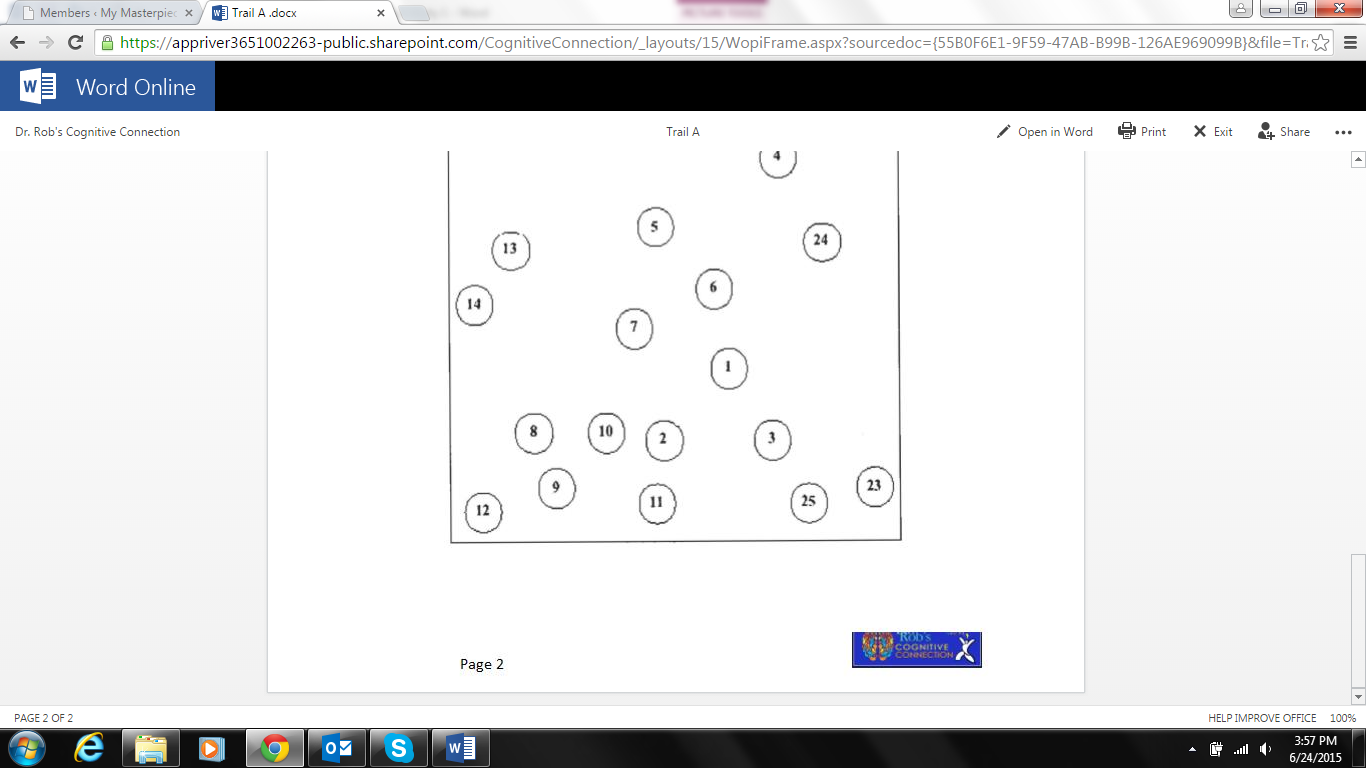 Members ‹ My Masterpiec
Trail A .docx
https://appriver3651002263-public.sharepoint.com/CognitiveConnection/_layouts/15/WopiFrame.aspx?sourcedoc={55B0F6E1-9F59-47AB-B99B-126AE969099B}&file=Tr
Word Online
Dr. Rob's Cognitive Connection
Trail A
Open in Word
Print
Exit
Share
4
5
13
24
6
14
7
1
8
10
2
3
9
23
12
11
25
Rob's
COGNITIVE
CONNECTION
Page 2
PAGE 2 OF 2
HELP IMPROVE OFFICE
100%
3:57 PM
6/24/2015